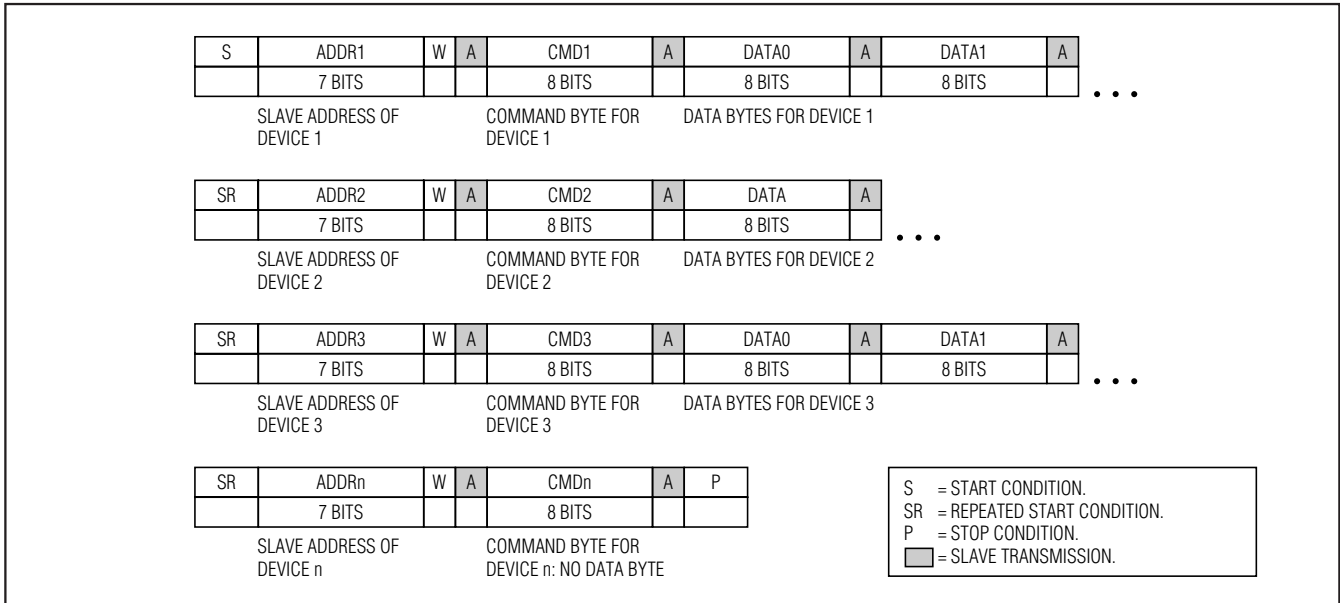 S ADDR1 W A CMD1 A DATA0 A DATA1 A
7 BITS 8 BITS 8 BITS 8 BITS
SLAVE ADDRESS OF COMMAND BYTE FOR DATA BYTES FOR DEVICE 1
DEVICE 1 DEVICE 1
• • •
SR ADDR2 W A CMD2 A DATA A
7 BITS 8 BITS 8 BITS
SLAVE ADDRESS OF COMMAND BYTE FOR DATA BYTES FOR DEVICE 2
DEVICE 2 DEVICE 2
• • •
SR ADDR3 W A CMD3 A DATA0 A DATA1 A
7 BITS 8 BITS 8 BITS 8 BITS
SLAVE ADDRESS OF COMMAND BYTE FOR DATA BYTES FOR DEVICE 3
DEVICE 3 DEVICE 3
• • •
SR ADDRn W A CMDn A P
7 BITS 8 BITS
SLAVE ADDRESS OF COMMAND BYTE FOR
DEVICE n DEVICE n: NO DATA BYTE
S = START CONDITION.
SR = REPEATED START CONDITION.
P = STOP CONDITION.
= SLAVE TRANSMISSION.